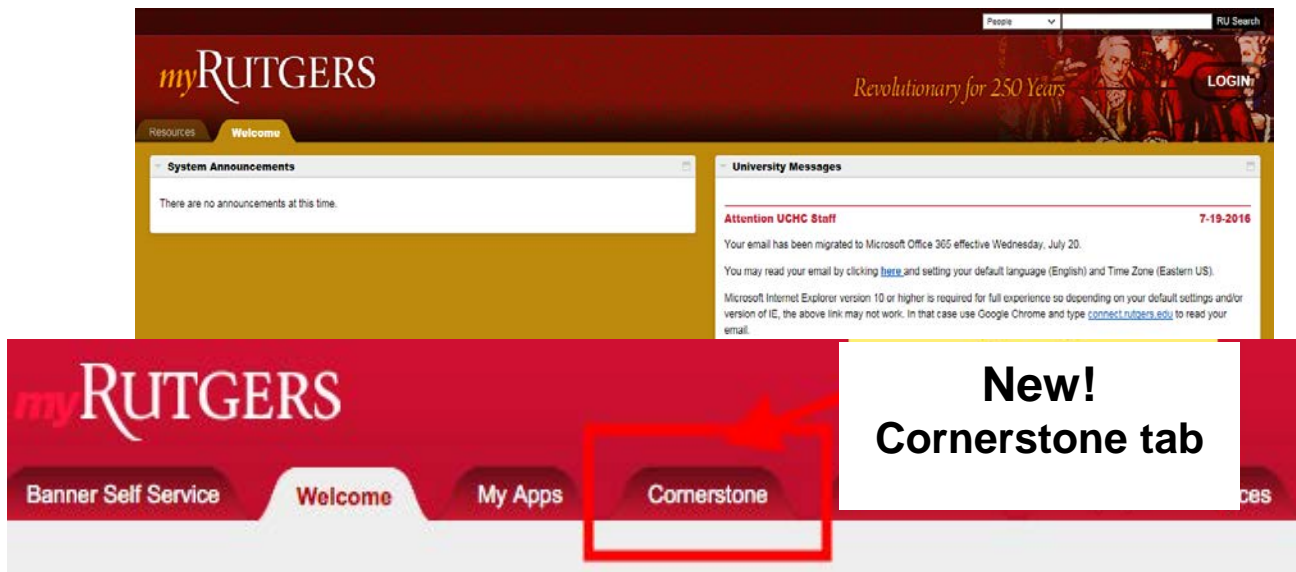 People
RU Search
myRUTGERS
Revolutionary for 250 Years
LOGIN
Resources
Welcome
System Announcements
There are no announcements at this time.
University Messages
Attention UCHC Staff
7-19-2016
Your email has been migrated to Microsoft Office 365 effective Wednesday, July 20.
You may read your email by clicking here and setting your default language (English) and Time Zone (Eastern US).
Microsoft Internet Explorer version 10 or higher is required for full experience so depending on your default settings and/or
version of IE, the above link may not work. In that case use Google Chrome and type connect.rutgers.edu to read your
email.
myRUTGERS
New!
Cornerstone tab
Banner Self Service
Welcome
My Apps
Cornerstone